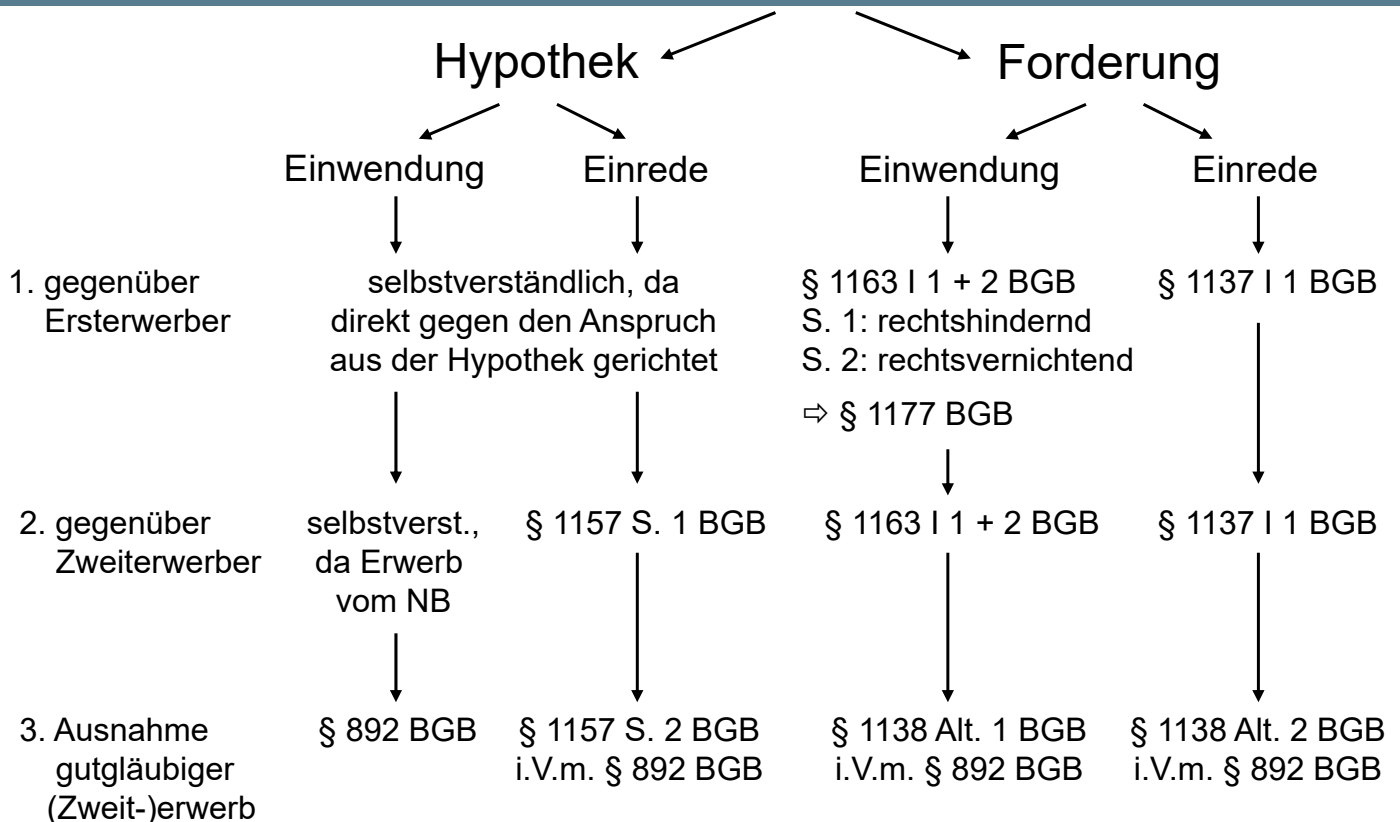 Hypothek Forderung
Einwendung Einrede Einwendung Einrede
1. gegenüber selbstverständlich, da § 1163 I 1 + 2 BGB § 1137 I 1 BGB
Ersterwerber direkt gegen den Anspruch S. 1: rechtshindernd
aus der Hypothek gerichtet S. 2: rechtsvernichtend
⇨ § 1177 BGB
2. gegenüber selbstverst., § 1157 S. 1 BGB § 1163 I 1 + 2 BGB § 1137 I 1 BGB
Zweiterwerber da Erwerb
vom NB
3. Ausnahme § 892 BGB § 1157 S. 2 BGB § 1138 Alt. 1 BGB § 1138 Alt. 2 BGB
gutgläubiger i.V.m. § 892 BGB i.V.m. § 892 BGB i.V.m. § 892 BGB
(Zweit-)erwerb